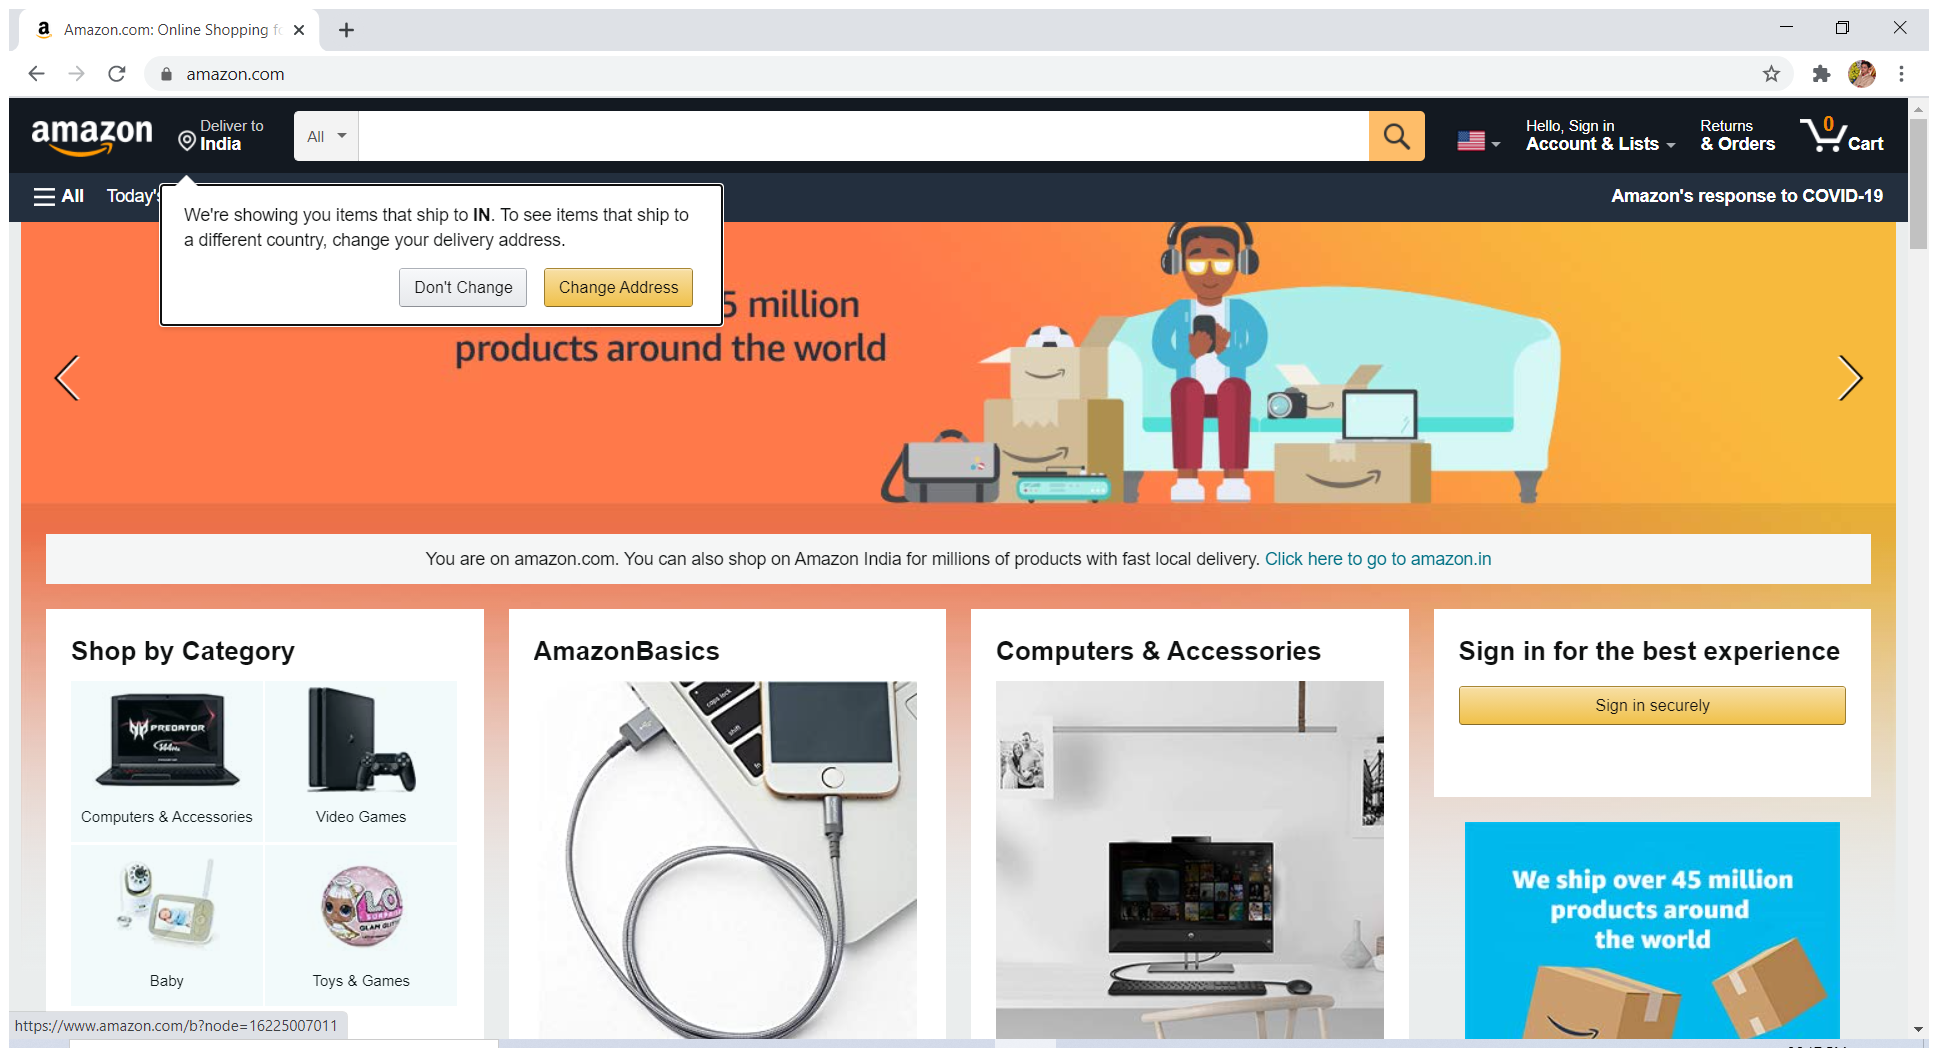 Amazon.com: Online Shopping fo
amazon.com
amazon
Deliver to
India
All
Hello, Sign in
Account & Lists
Returns
& Orders
0
Cart
All
Today's
Amazon's response to COVID-19
We're showing you items that ship to IN. To see items that ship to
a different country, change your delivery address.
Don't Change
Change Address
5 million
products around the world
You are on amazon.com. You can also shop on Amazon India for millions of products with fast local delivery. Click here to go to amazon.in
Shop by Category
PREDATOR
Computers & Accessories
Video Games
Baby
Toys & Games
AmazonBasics
caps lock
shift
fn
Computers & Accessories
Sign in for the best experience
Sign in securely
We ship over 45 million
products around
the world
https://www.amazon.com/b?node=16225007011